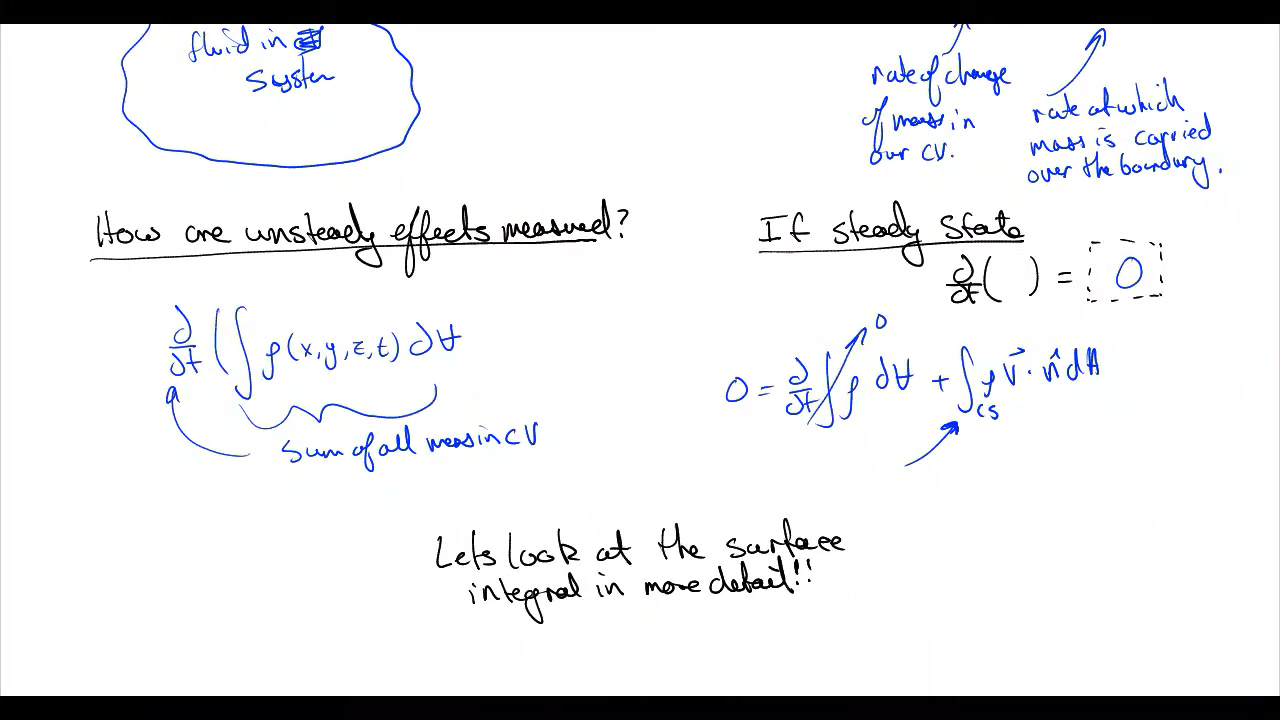 fluid in
System
rate of change
of mass in
our CV.
rate at which
mass is carried
over the boundary.
How are unsteady effects measured?
∂/∂t (∫ ρ(x,y,z,t) ∂V
Sum of all mass in CV
If steady state
∂/∂t ( ) = 0
0
0 = ∂/∂t ∫ ρ dV + ∫ ρ V⃗ · n̂ dA
CS
Lets look at the surface
integral in more detail!!